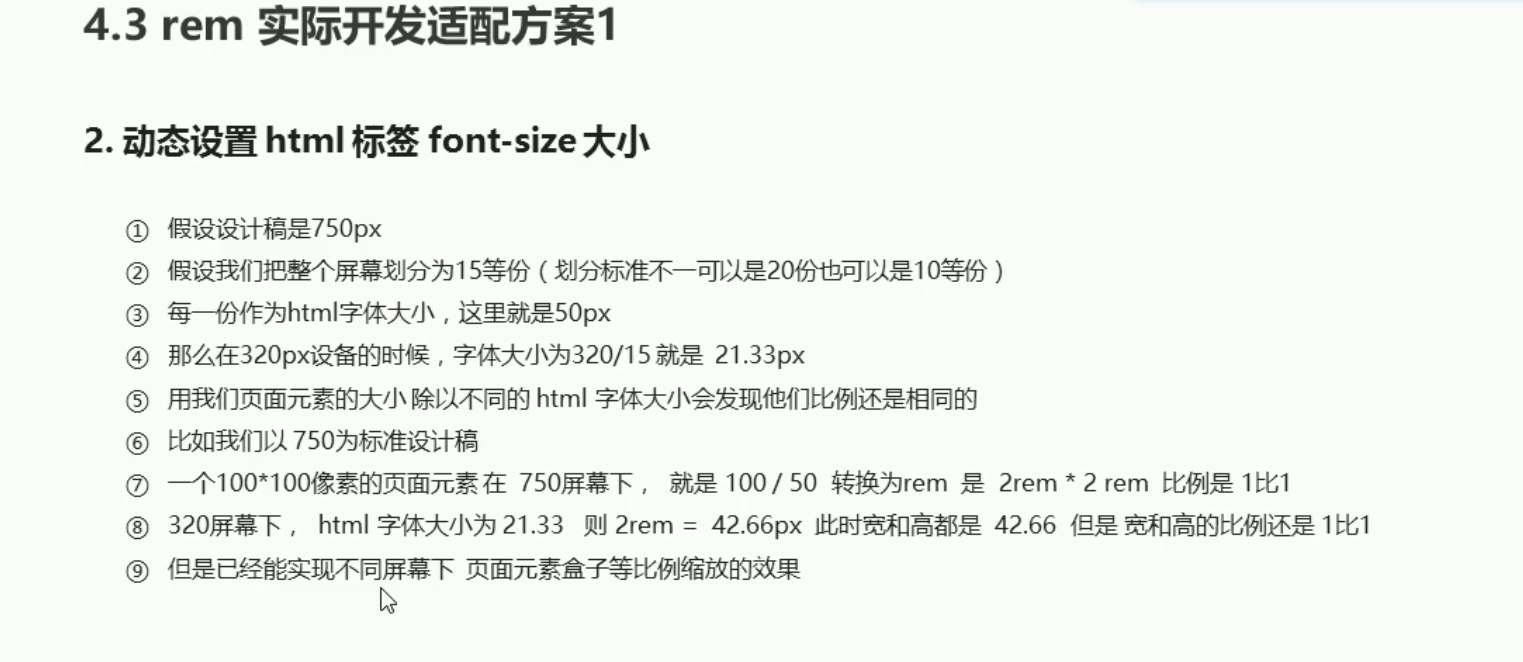 4.3 rem 实际开发适配方案1
2. 动态设置 html 标签 font-size 大小
① 假设设计稿是750px
② 假设我们把整个屏幕划分为15等份（划分标准不一可以是20份也可以是10等份）
③ 每一份作为html字体大小，这里就是50px
④ 那么在320px设备的时候，字体大小为320/15 就是 21.33px
⑤ 用我们页面元素的大小 除以不同的 html 字体大小会发现他们比例还是相同的
⑥ 比如我们以 750为标准设计稿
⑦ 一个100*100像素的页面元素 在 750屏幕下， 就是 100 / 50 转换为rem 是 2rem * 2 rem 比例是 1比1
⑧ 320屏幕下， html 字体大小为 21.33 则 2rem = 42.66px 此时宽和高都是 42.66 但是 宽和高的比例还是 1比1
⑨ 但是已经能实现不同屏幕下 页面元素盒子等比例缩放的效果